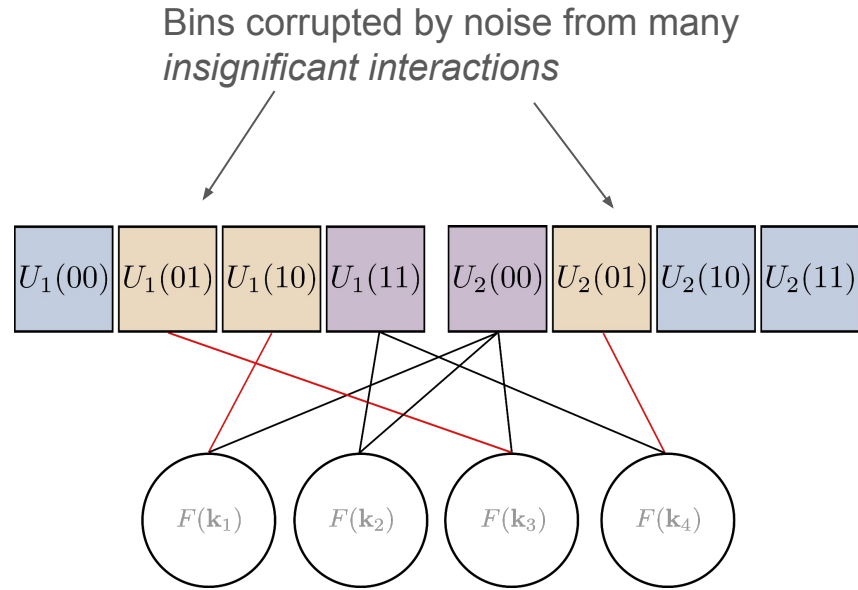 Bins corrupted by noise from many
insignificant interactions
U₁(00) U₁(01) U₁(10) U₁(11) U₂(00) U₂(01) U₂(10) U₂(11)
F(k₁) F(k₂) F(k₃) F(k₄)